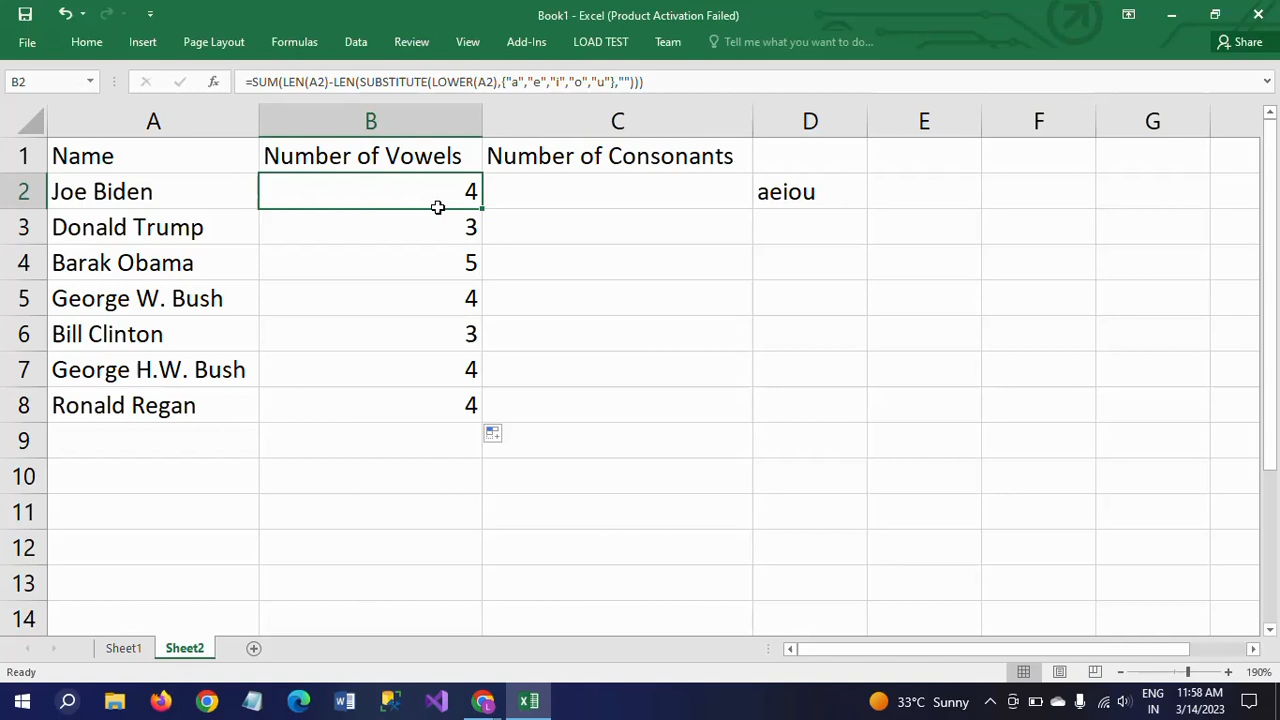 Book1 - Excel (Product Activation Failed)
File Home Insert Page Layout Formulas Data Review View Add-Ins LOAD TEST Team Tell me what you want to do... Share
B2 fx =SUM(LEN(A2)-LEN(SUBSTITUTE(LOWER(A2),{"a","e","i","o","u"},"")))
A B C D E F G
1 Name Number of Vowels Number of Consonants
2 Joe Biden 4 aeiou
3 Donald Trump 3
4 Barak Obama 5
5 George W. Bush 4
6 Bill Clinton 3
7 George H.W. Bush 4
8 Ronald Regan 4
9
10
11
12
13
14
Sheet1 Sheet2
Ready 190%
33°C Sunny ENG 11:58 AM
IN 3/14/2023